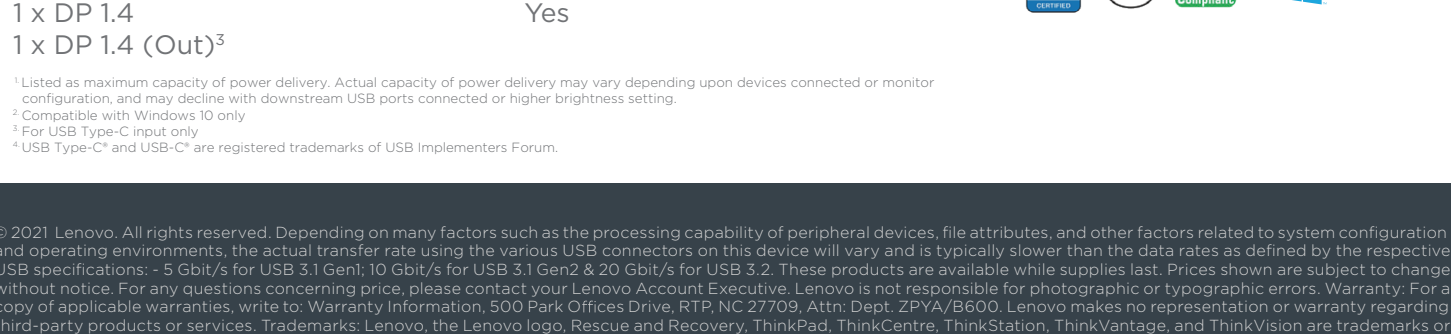 1 x DP 1.4 Yes
1 x DP 1.4 (Out)³
CERTIFIED
Compliant
¹· Listed as maximum capacity of power delivery. Actual capacity of power delivery may vary depending upon devices connected or monitor
configuration, and may decline with downstream USB ports connected or higher brightness setting.
²· Compatible with Windows 10 only
³· For USB Type-C input only
⁴· USB Type-C® and USB-C® are registered trademarks of USB Implementers Forum.
© 2021 Lenovo. All rights reserved. Depending on many factors such as the processing capability of peripheral devices, file attributes, and other factors related to system configuration
and operating environments, the actual transfer rate using the various USB connectors on this device will vary and is typically slower than the data rates as defined by the respective
USB specifications: - 5 Gbit/s for USB 3.1 Gen1; 10 Gbit/s for USB 3.1 Gen2 & 20 Gbit/s for USB 3.2. These products are available while supplies last. Prices shown are subject to change
without notice. For any questions concerning price, please contact your Lenovo Account Executive. Lenovo is not responsible for photographic or typographic errors. Warranty: For a
copy of applicable warranties, write to: Warranty Information, 500 Park Offices Drive, RTP, NC 27709, Attn: Dept. ZPYA/B600. Lenovo makes no representation or warranty regarding
third-party products or services. Trademarks: Lenovo, the Lenovo logo, Rescue and Recovery, ThinkPad, ThinkCentre, ThinkStation, ThinkVantage, and ThinkVision are trademarks o